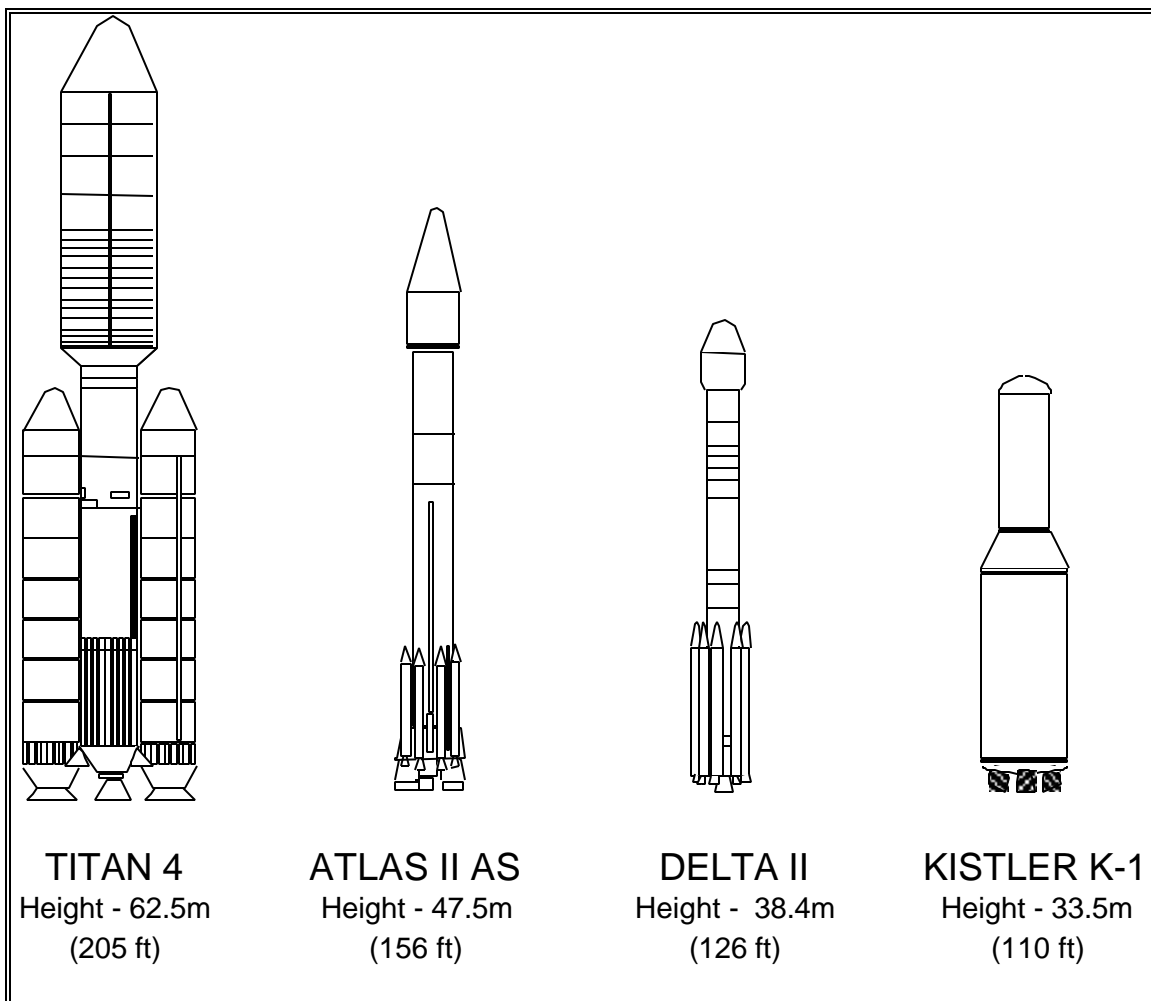 TITAN 4
Height - 62.5m
(205 ft)
ATLAS II AS
Height - 47.5m
(156 ft)
DELTA II
Height - 38.4m
(126 ft)
KISTLER K-1
Height - 33.5m
(110 ft)